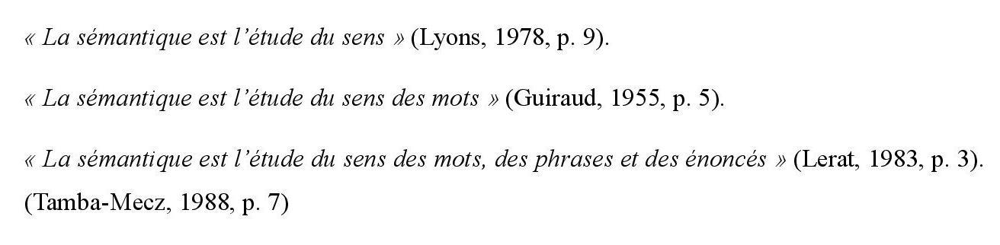 « La sémantique est l’étude du sens » (Lyons, 1978, p. 9).
« La sémantique est l’étude du sens des mots » (Guiraud, 1955, p. 5).
« La sémantique est l’étude du sens des mots, des phrases et des énoncés » (Lerat, 1983, p. 3).
(Tamba-Mecz, 1988, p. 7)